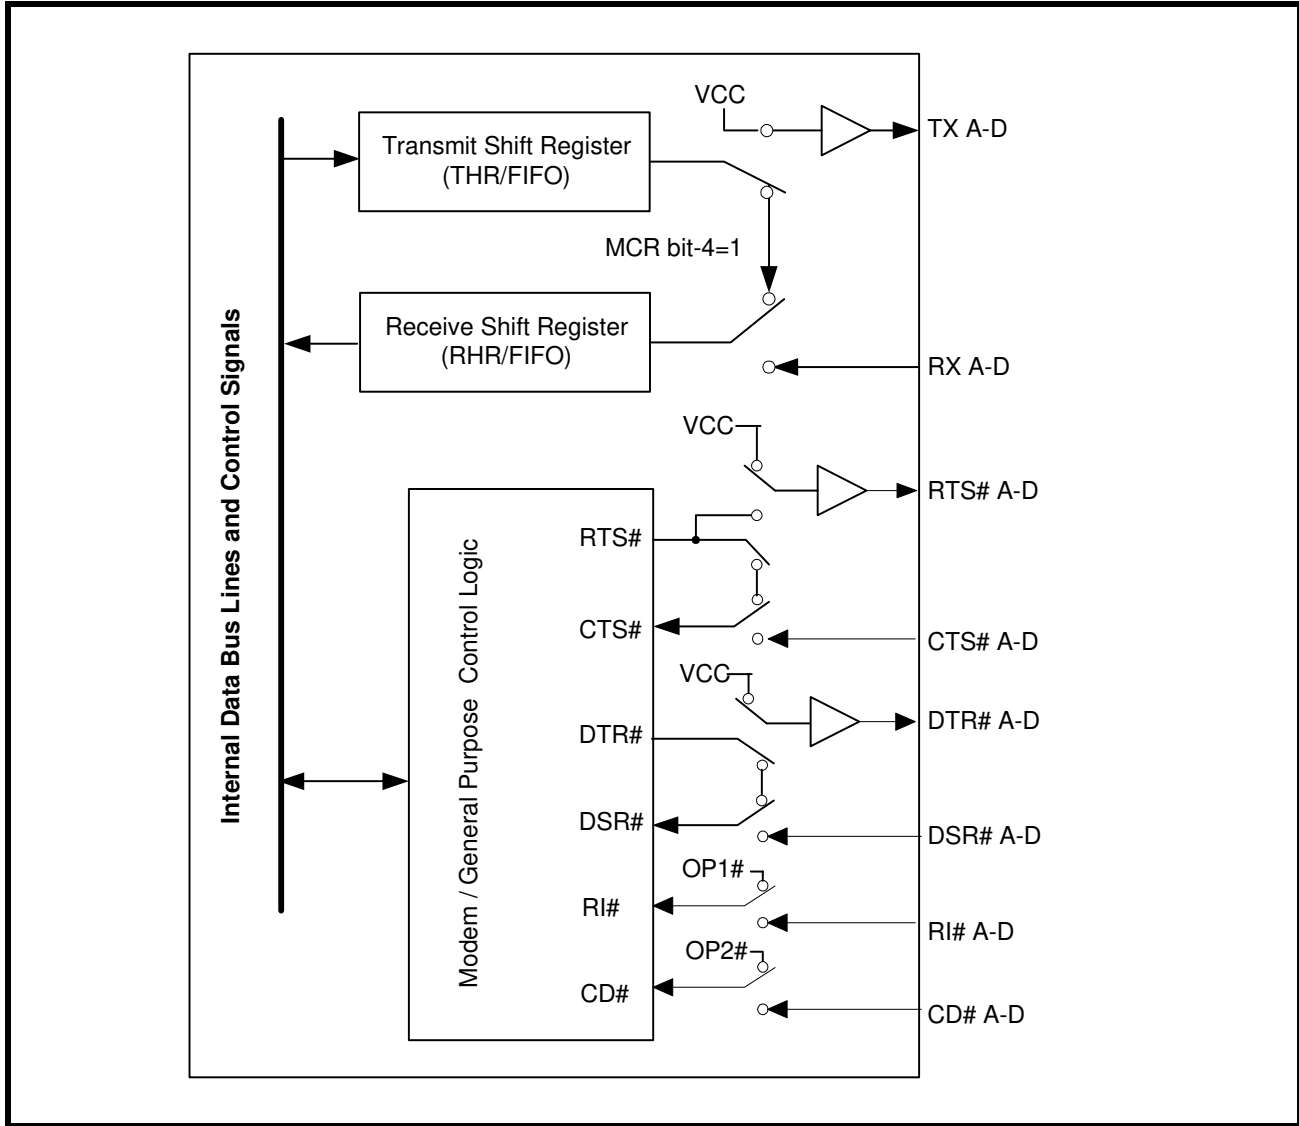 VCC
TX A-D
Transmit Shift Register
(THR/FIFO)
MCR bit-4=1
Receive Shift Register
(RHR/FIFO)
RX A-D
Internal Data Bus Lines and Control Signals
VCC
RTS# A-D
RTS#
Modem / General Purpose Control Logic
CTS#
CTS# A-D
VCC
DTR# A-D
DTR#
DSR#
DSR# A-D
OP1#
RI#
RI# A-D
OP2#
CD#
CD# A-D